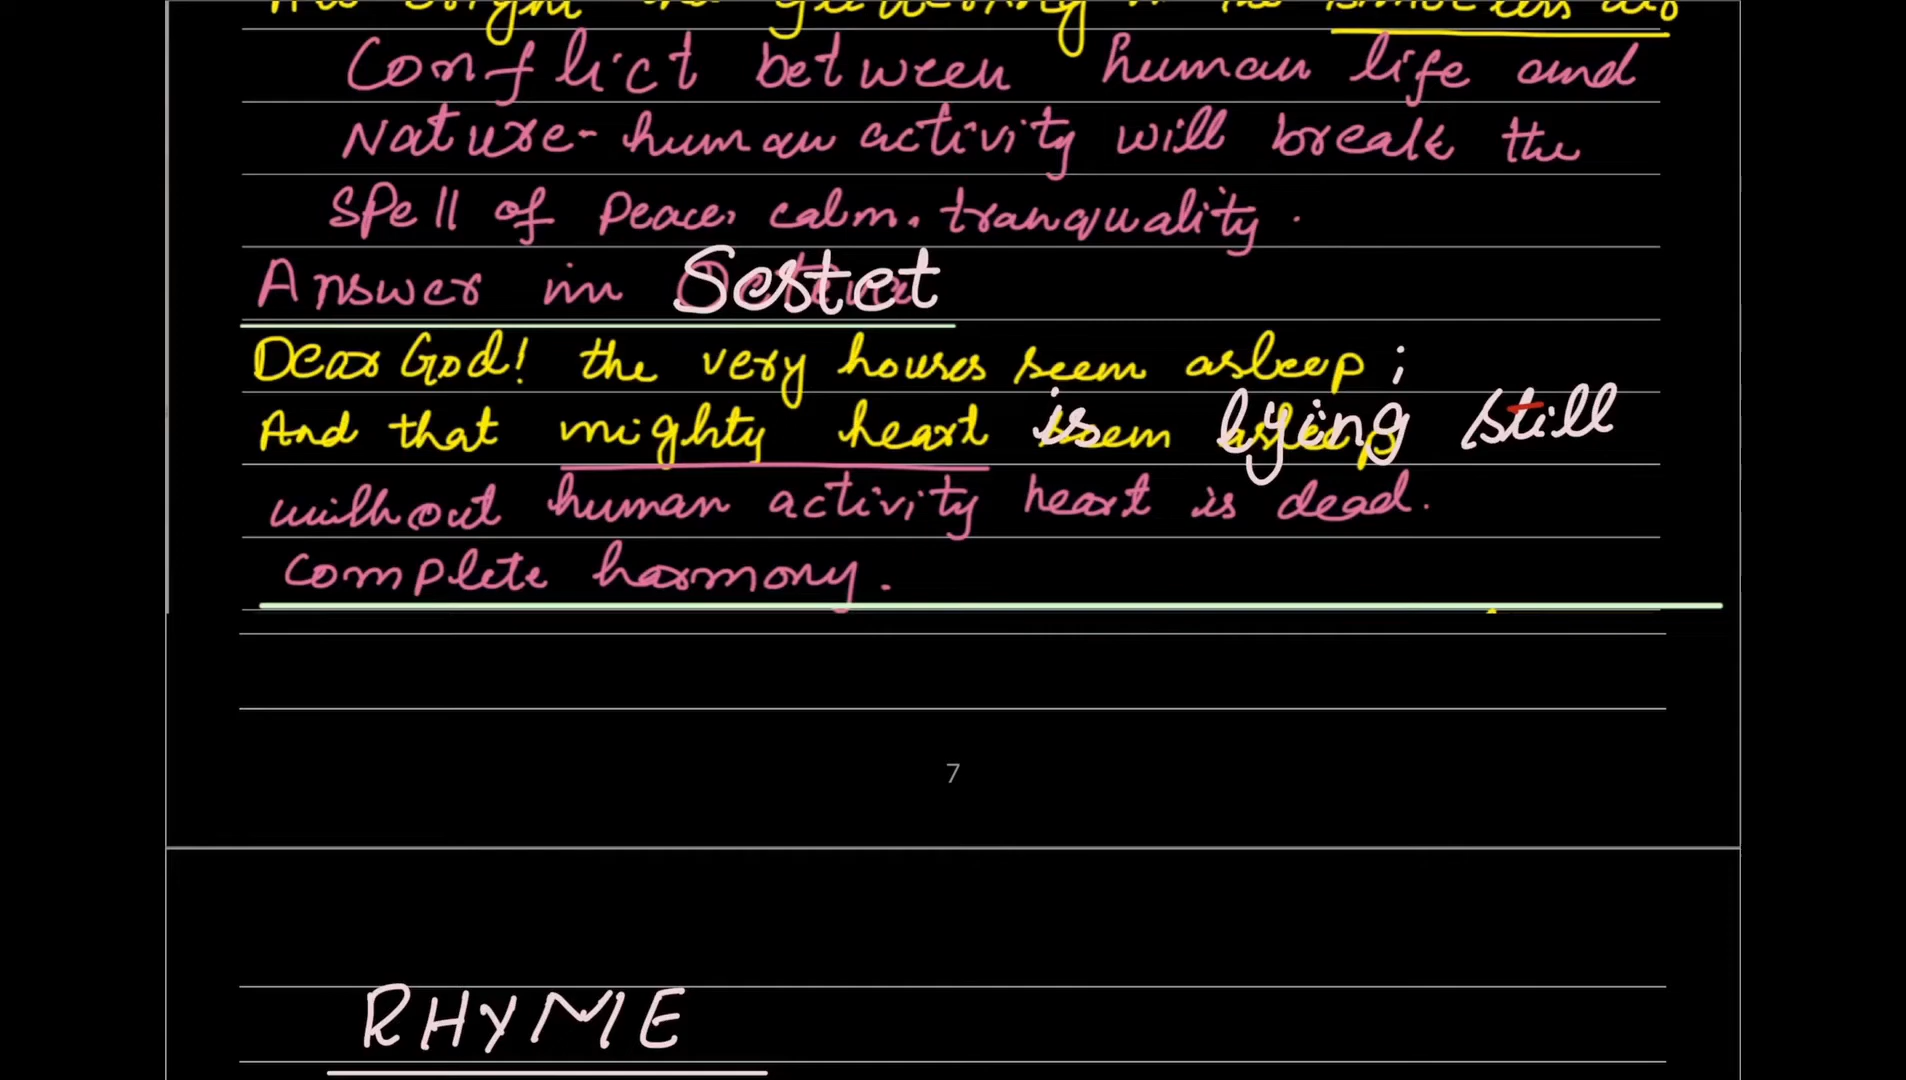 Conflict between human life and
Nature- human activity will break the
spell of peace, calm. tranquality.
Answer in Sestet
Dear God! the very houses seem asleep;
And that mighty heart is lying still
without human activity heart is dead.
complete harmony.
7
RHYME